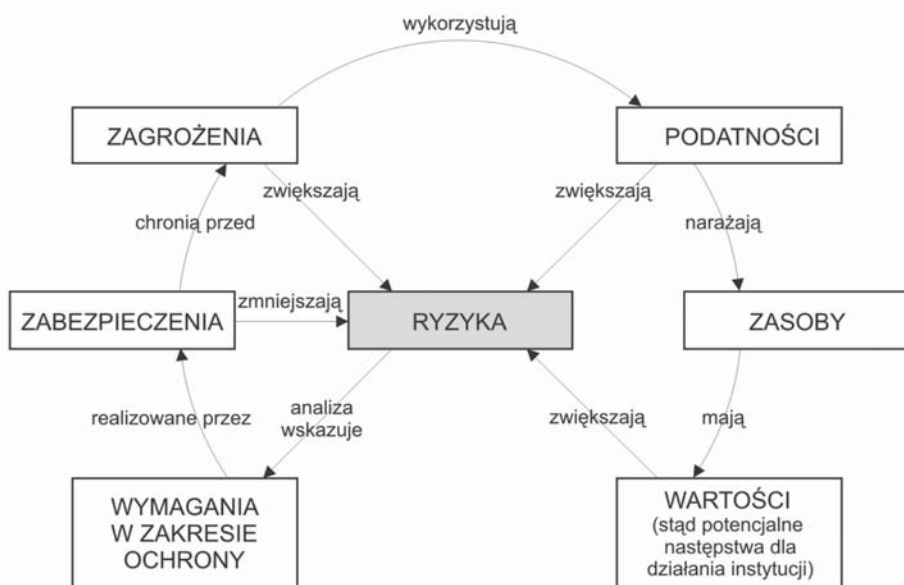 wykorzystują
ZAGROŻENIA
PODATNOŚCI
zwiększają
zwiększają
chronią przed
narażają
ZABEZPIECZENIA
zmniejszają
RYZYKA
ZASOBY
realizowane przez
analiza
wskazuje
zwiększają
mają
WYMAGANIA
W ZAKRESIE
OCHRONY
WARTOŚCI
(stąd potencjalne
następstwa dla
działania instytucji)